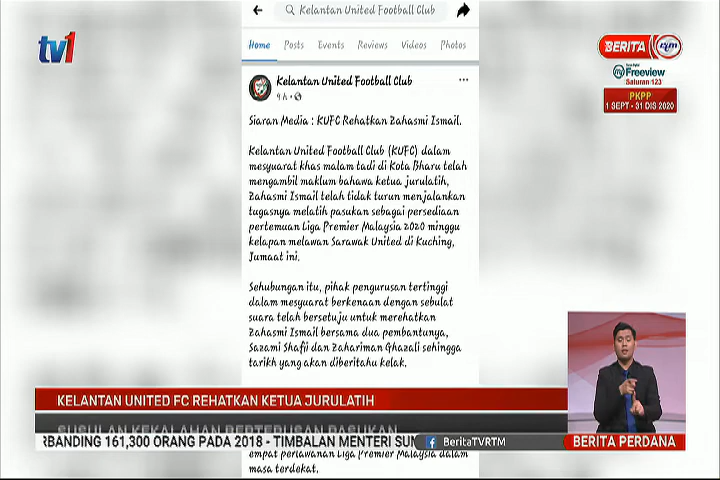 tv1
Kelantan United Football Club
Home Posts Events Reviews Videos Photos
BERITA
Freeview
Saluran 123
PKPP
1 SEPT - 31 DIS 2020
Kelantan United Football Club
Siaran Media : KUFC Rehatkan Zahasmi Ismail.
Kelantan United Football Club (KUFC) dalam
mesyuarat khas malam tadi di Kota Bharu telah
mengambil maklum bahawa ketua jurulatih,
Zahasmi Ismail telah tidak turun menjalankan
tugasnya melatih pasukan sebagai persediaan
pertemuan Liga Premier Malaysia 2020 minggu
kelapan melawan Sarawak United di Kuching,
Jumaat ini.
Sehubungan itu, pihak pengurusan tertinggi
dalam mesyuarat berkenaan dengan sebulat
suara telah bersetuju untuk merehatkan
Zahasmi Ismail bersama dua pembantunya,
Sazami Shafii dan Zahariman Ghazali sehingga
tarikh yang akan diberitahu kelak.
KELANTAN UNITED FC REHATKAN KETUA JURULATIH
SUSULAN KEKALAHAN BERTERUSAN PASUKAN
RBANDING 161,300 ORANG PADA 2018 - TIMBALAN MENTERI SUM
BeritaTVRTM
BERITA PERDANA
empat perlawanan Liga Premier Malaysia dalam
masa terdekat.